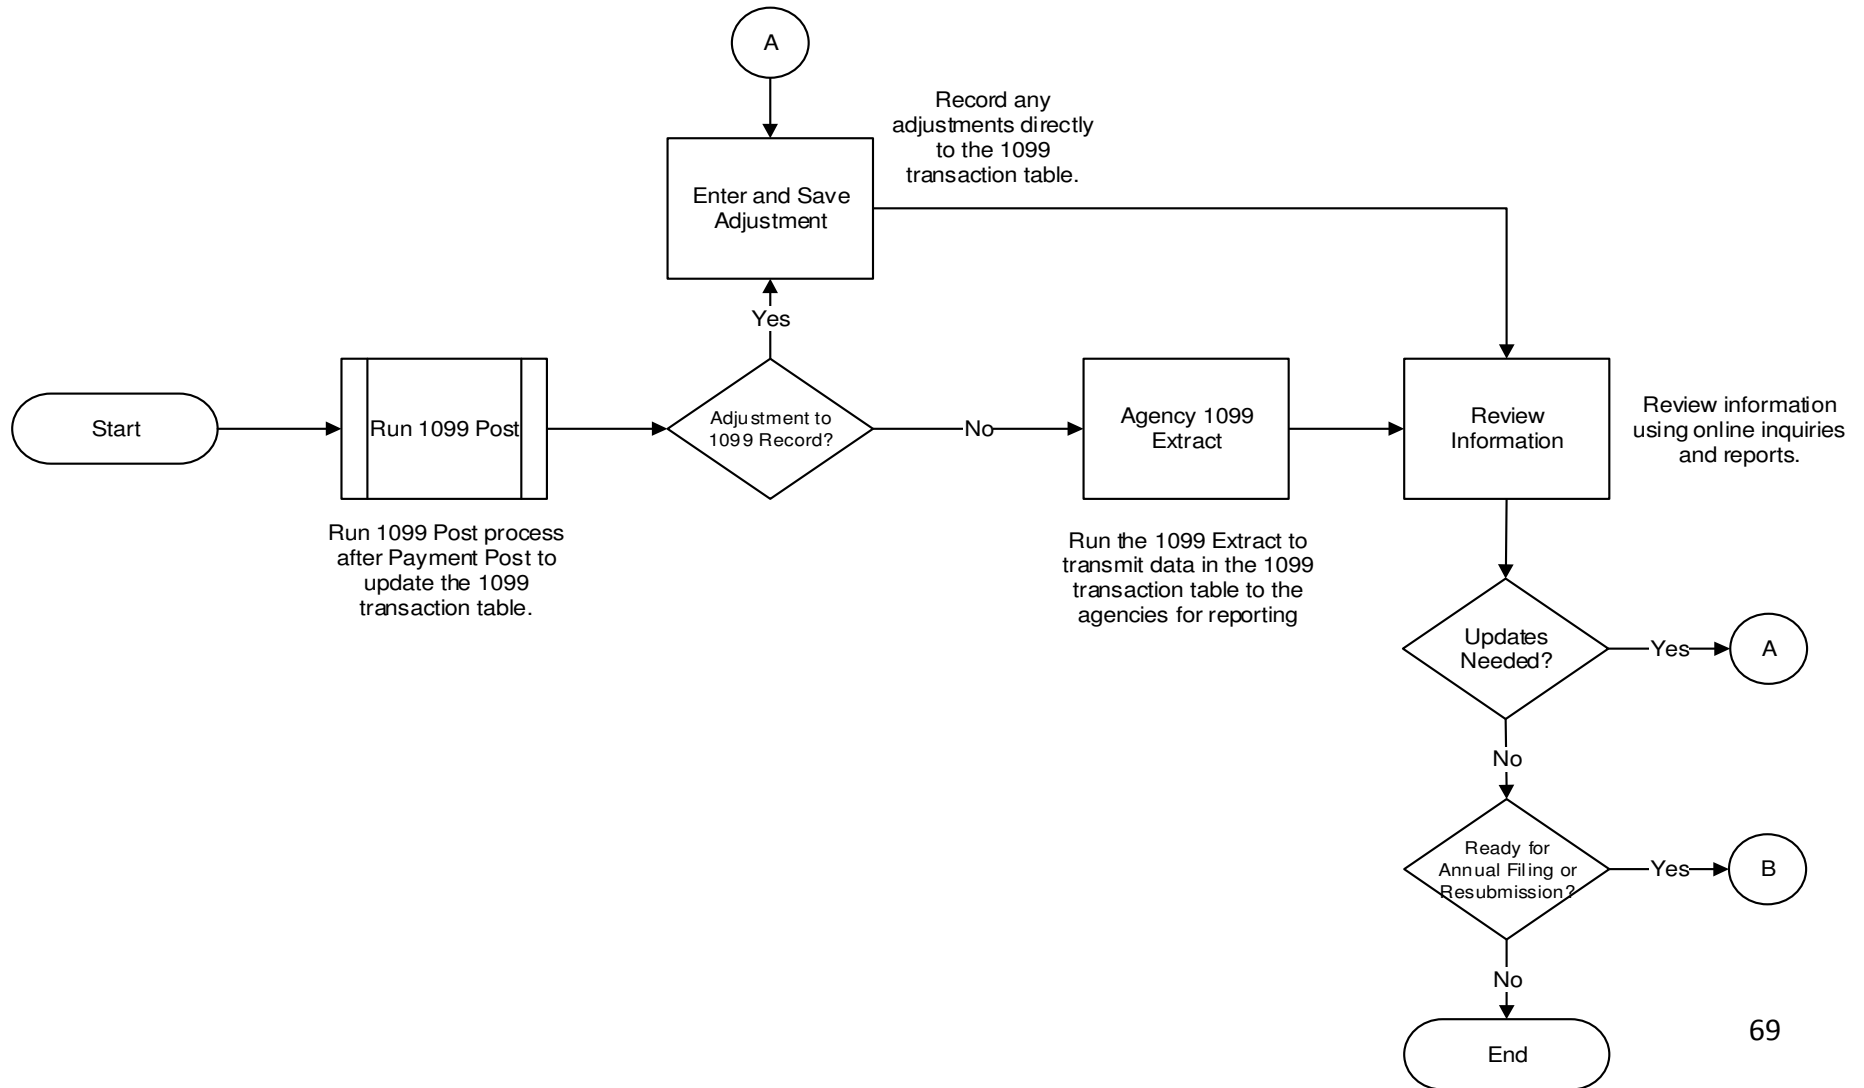 A
Record any
adjustments directly
to the 1099
transaction table.
Enter and Save
Adjustment
Yes
Start
Run 1099 Post
Adjustment to
1099 Record?
No
Agency 1099
Extract
Review
Information
Review information
using online inquiries
and reports.
Run 1099 Post process
after Payment Post to
update the 1099
transaction table.
Run the 1099 Extract to
transmit data in the 1099
transaction table to the
agencies for reporting
Updates
Needed?
Yes
A
No
Ready for
Annual Filing or
Resubmission?
Yes
B
No
End
69